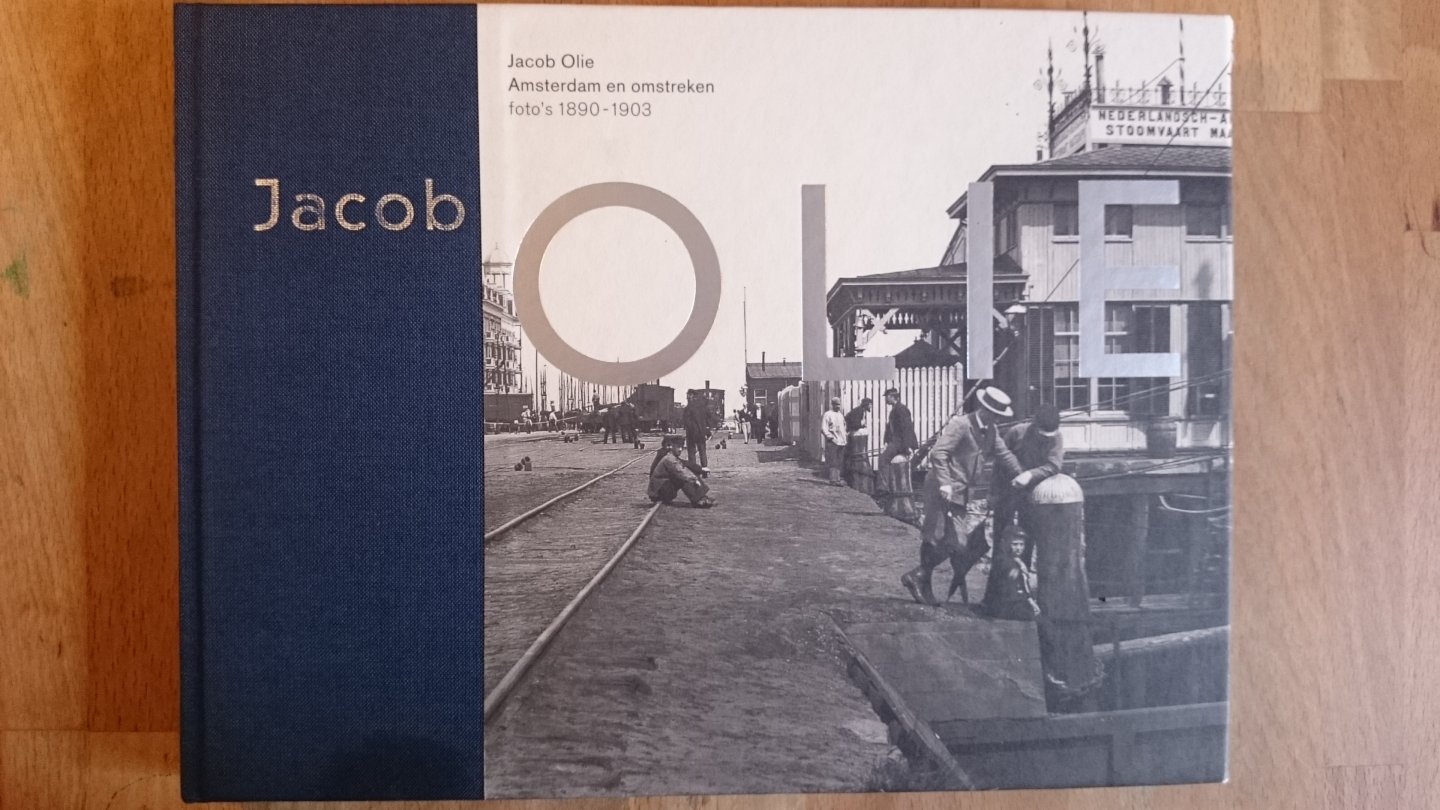 Jacob Olie
Amsterdam en omstreken
foto's 1890-1903
Jacob
OLIE
NEDERLANDSCH-A
STOOMVAART MAA